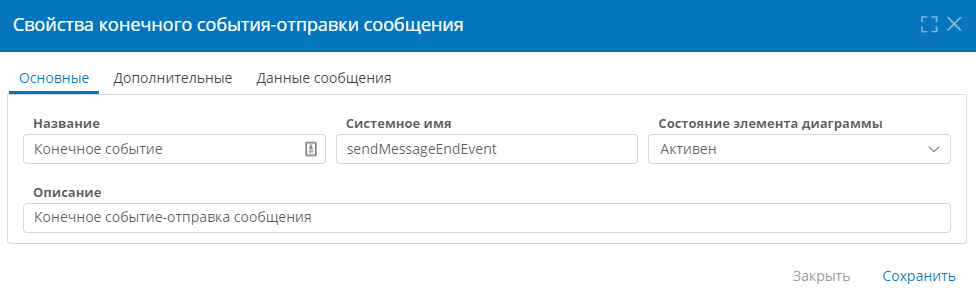 Свойства конечного события-отправки сообщения
Основные Дополнительные Данные сообщения
Название Системное имя Состояние элемента диаграммы
Конечное событие sendMessageEndEvent Активен
Описание
Конечное событие-отправка сообщения
Закрыть Сохранить